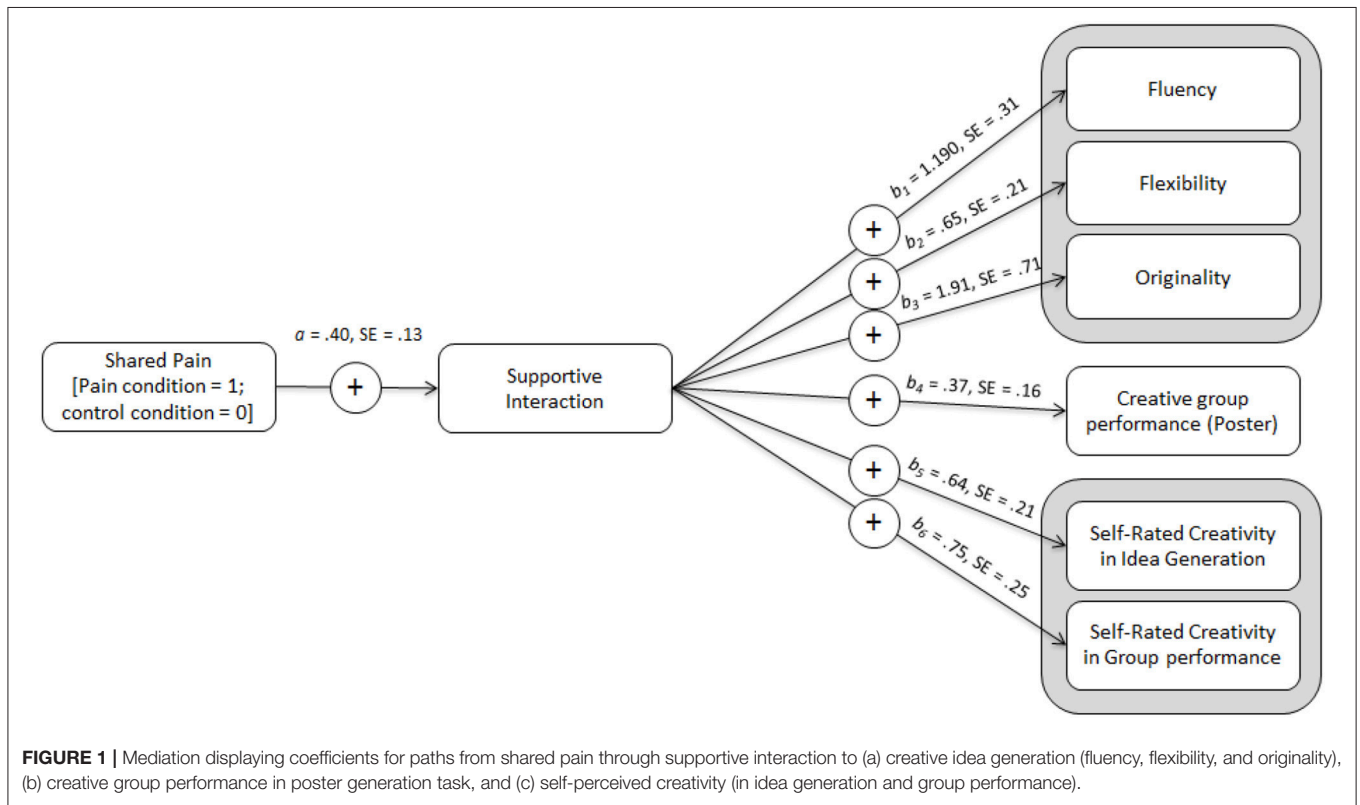 Shared Pain
[Pain condition = 1;
control condition = 0]
a = .40, SE = .13
+
Supportive
Interaction
b1 = 1.190, SE = .31
+
Fluency
b2 = .65, SE = .21
+
Flexibility
b3 = 1.91, SE = .71
+
Originality
b4 = .37, SE = .16
+
Creative group
performance (Poster)
b5 = .64, SE = .21
+
Self-Rated Creativity
in Idea Generation
b6 = .75, SE = .25
+
Self-Rated Creativity
in Group performance
FIGURE 1 | Mediation displaying coefficients for paths from shared pain through supportive interaction to (a) creative idea generation (fluency, flexibility, and originality),
(b) creative group performance in poster generation task, and (c) self-perceived creativity (in idea generation and group performance).